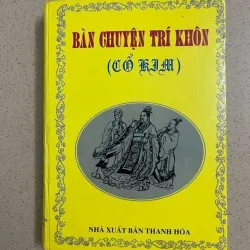 BÀN CHUYỆN TRÍ KHÔN
(CỔ KIM)
NHÀ XUẤT BẢN THANH HÓA